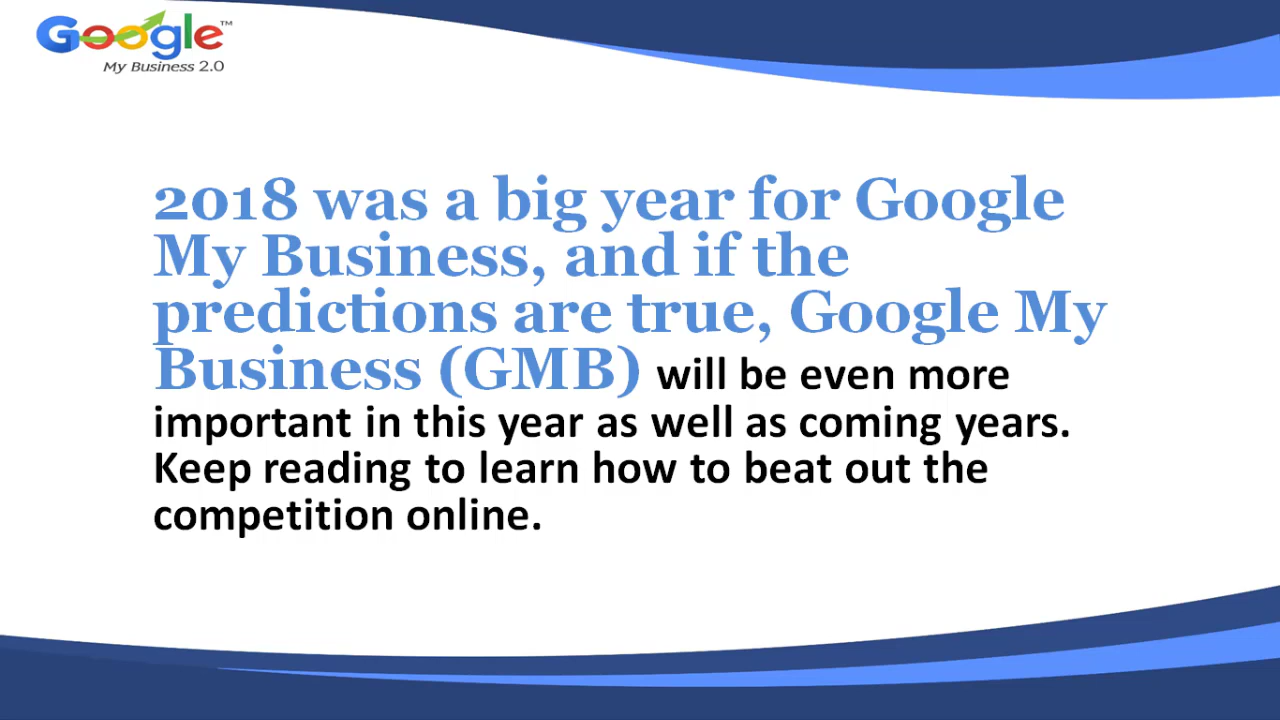 Google™
My Business 2.0
2018 was a big year for Google
My Business, and if the
predictions are true, Google My
Business (GMB) will be even more
important in this year as well as coming years.
Keep reading to learn how to beat out the
competition online.